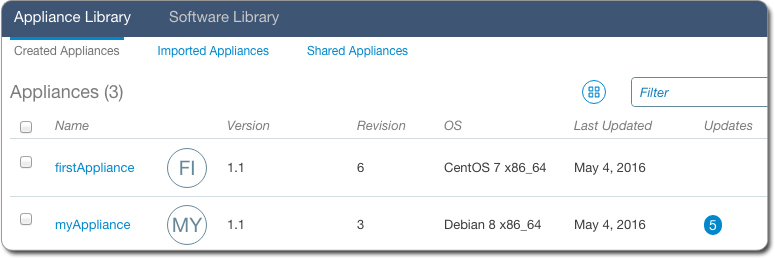 Appliance Library Software Library
Created Appliances Imported Appliances Shared Appliances
Appliances (3) Filter
Name Version Revision OS Last Updated Updates
firstAppliance FI 1.1 6 CentOS 7 x86_64 May 4, 2016
myAppliance MY 1.1 3 Debian 8 x86_64 May 4, 2016 5